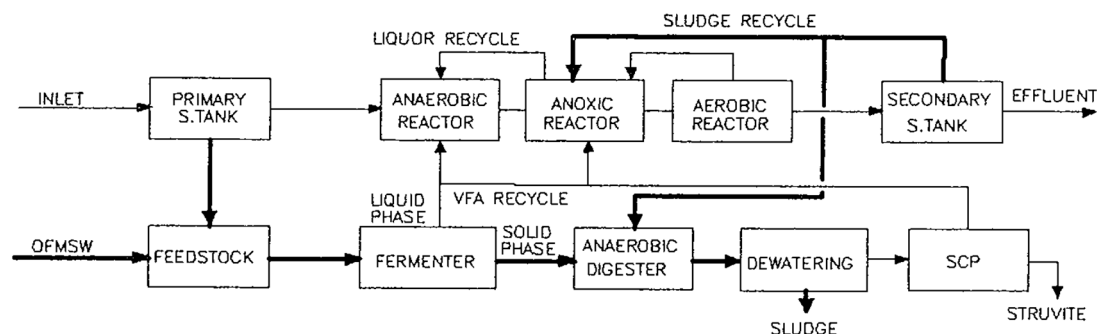 SLUDGE RECYCLE
LIQUOR RECYCLE
INLET
PRIMARY
S.TANK
ANAEROBIC
REACTOR
ANOXIC
REACTOR
AEROBIC
REACTOR
SECONDARY
S.TANK
EFFLUENT
LIQUID
PHASE
VFA RECYCLE
OFMSW
FEEDSTOCK
FERMENTER
SOLID
PHASE
ANAEROBIC
DIGESTER
DEWATERING
SCP
STRUVITE
SLUDGE